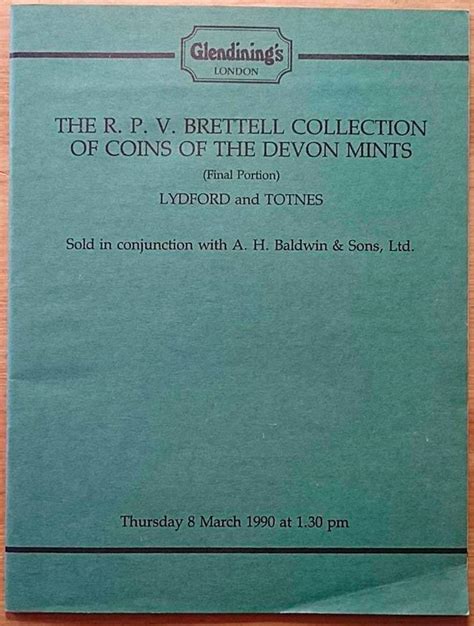 Glendining's
LONDON
THE R. P. V. BRETTELL COLLECTION
OF COINS OF THE DEVON MINTS
(Final Portion)
LYDFORD and TOTNES
Sold in conjunction with A. H. Baldwin & Sons, Ltd.
Thursday 8 March 1990 at 1.30 pm